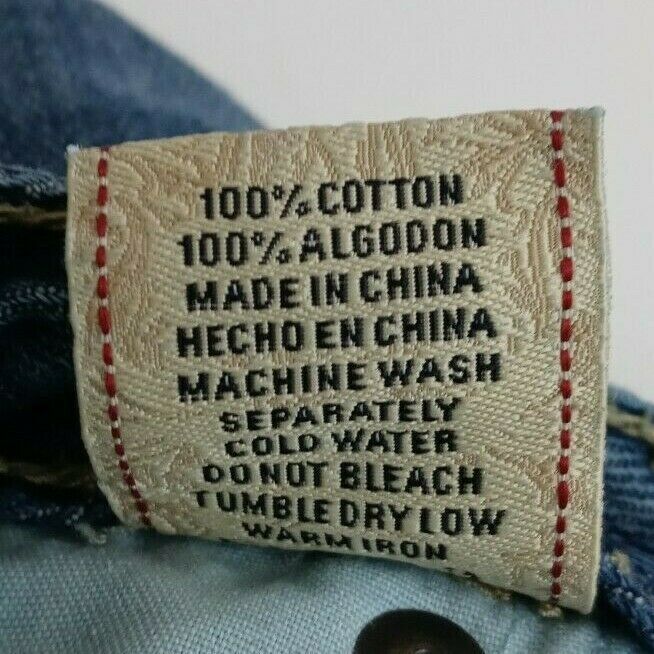 100% COTTON
100% ALGODON
MADE IN CHINA
HECHO EN CHINA
MACHINE WASH
SEPARATELY
COLD WATER
DO NOT BLEACH
TUMBLE DRY LOW
WARM IRON